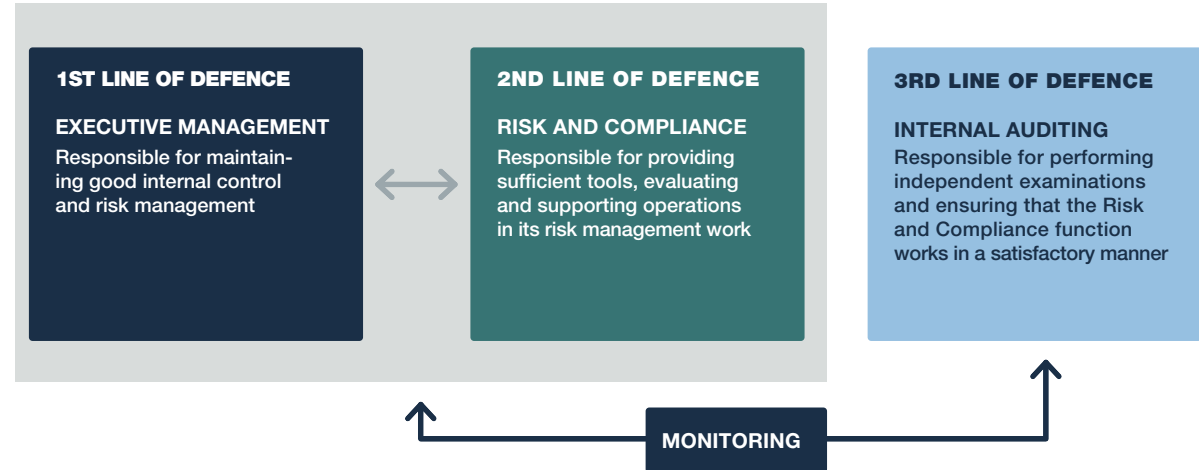 1ST LINE OF DEFENCE
EXECUTIVE MANAGEMENT
Responsible for maintain-
ing good internal control
and risk management
2ND LINE OF DEFENCE
RISK AND COMPLIANCE
Responsible for providing
sufficient tools, evaluating
and supporting operations
in its risk management work
3RD LINE OF DEFENCE
INTERNAL AUDITING
Responsible for performing
independent examinations
and ensuring that the Risk
and Compliance function
works in a satisfactory manner
MONITORING